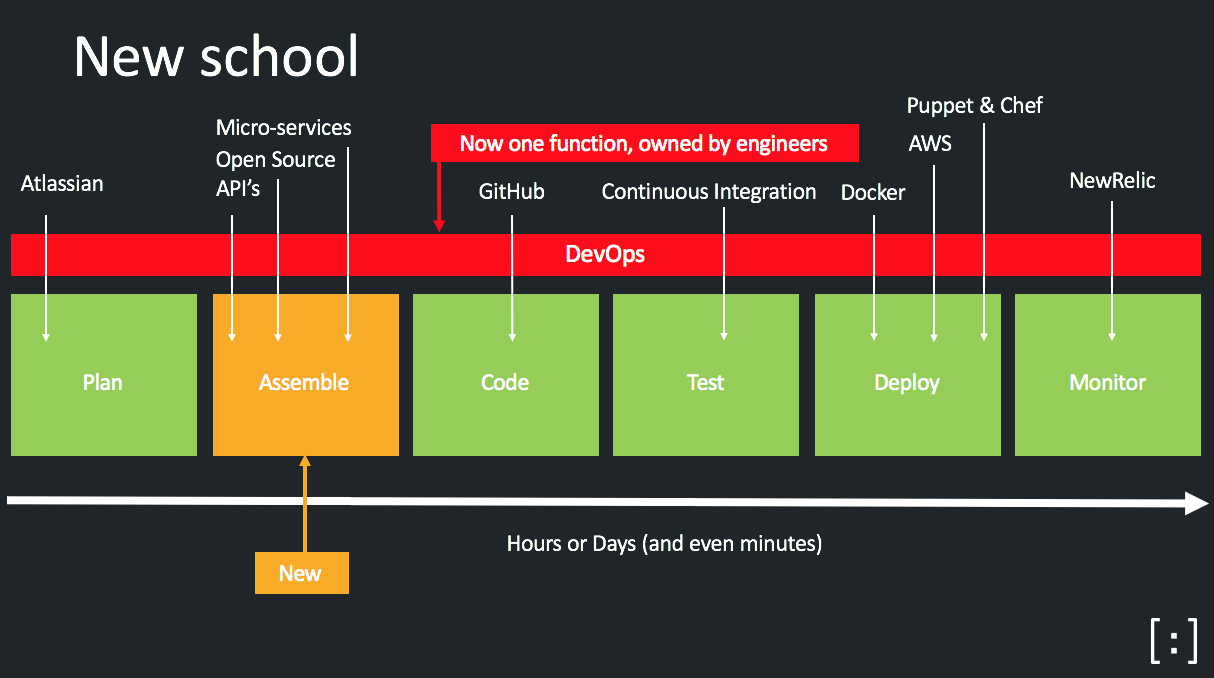 New school
Puppet & Chef
Micro-services
Now one function, owned by engineers
AWS
Open Source
Atlassian
API's
GitHub
Continuous Integration
Docker
NewRelic
DevOps
Plan
Assemble
Code
Test
Deploy
Monitor
Hours or Days (and even minutes)
New
[:]